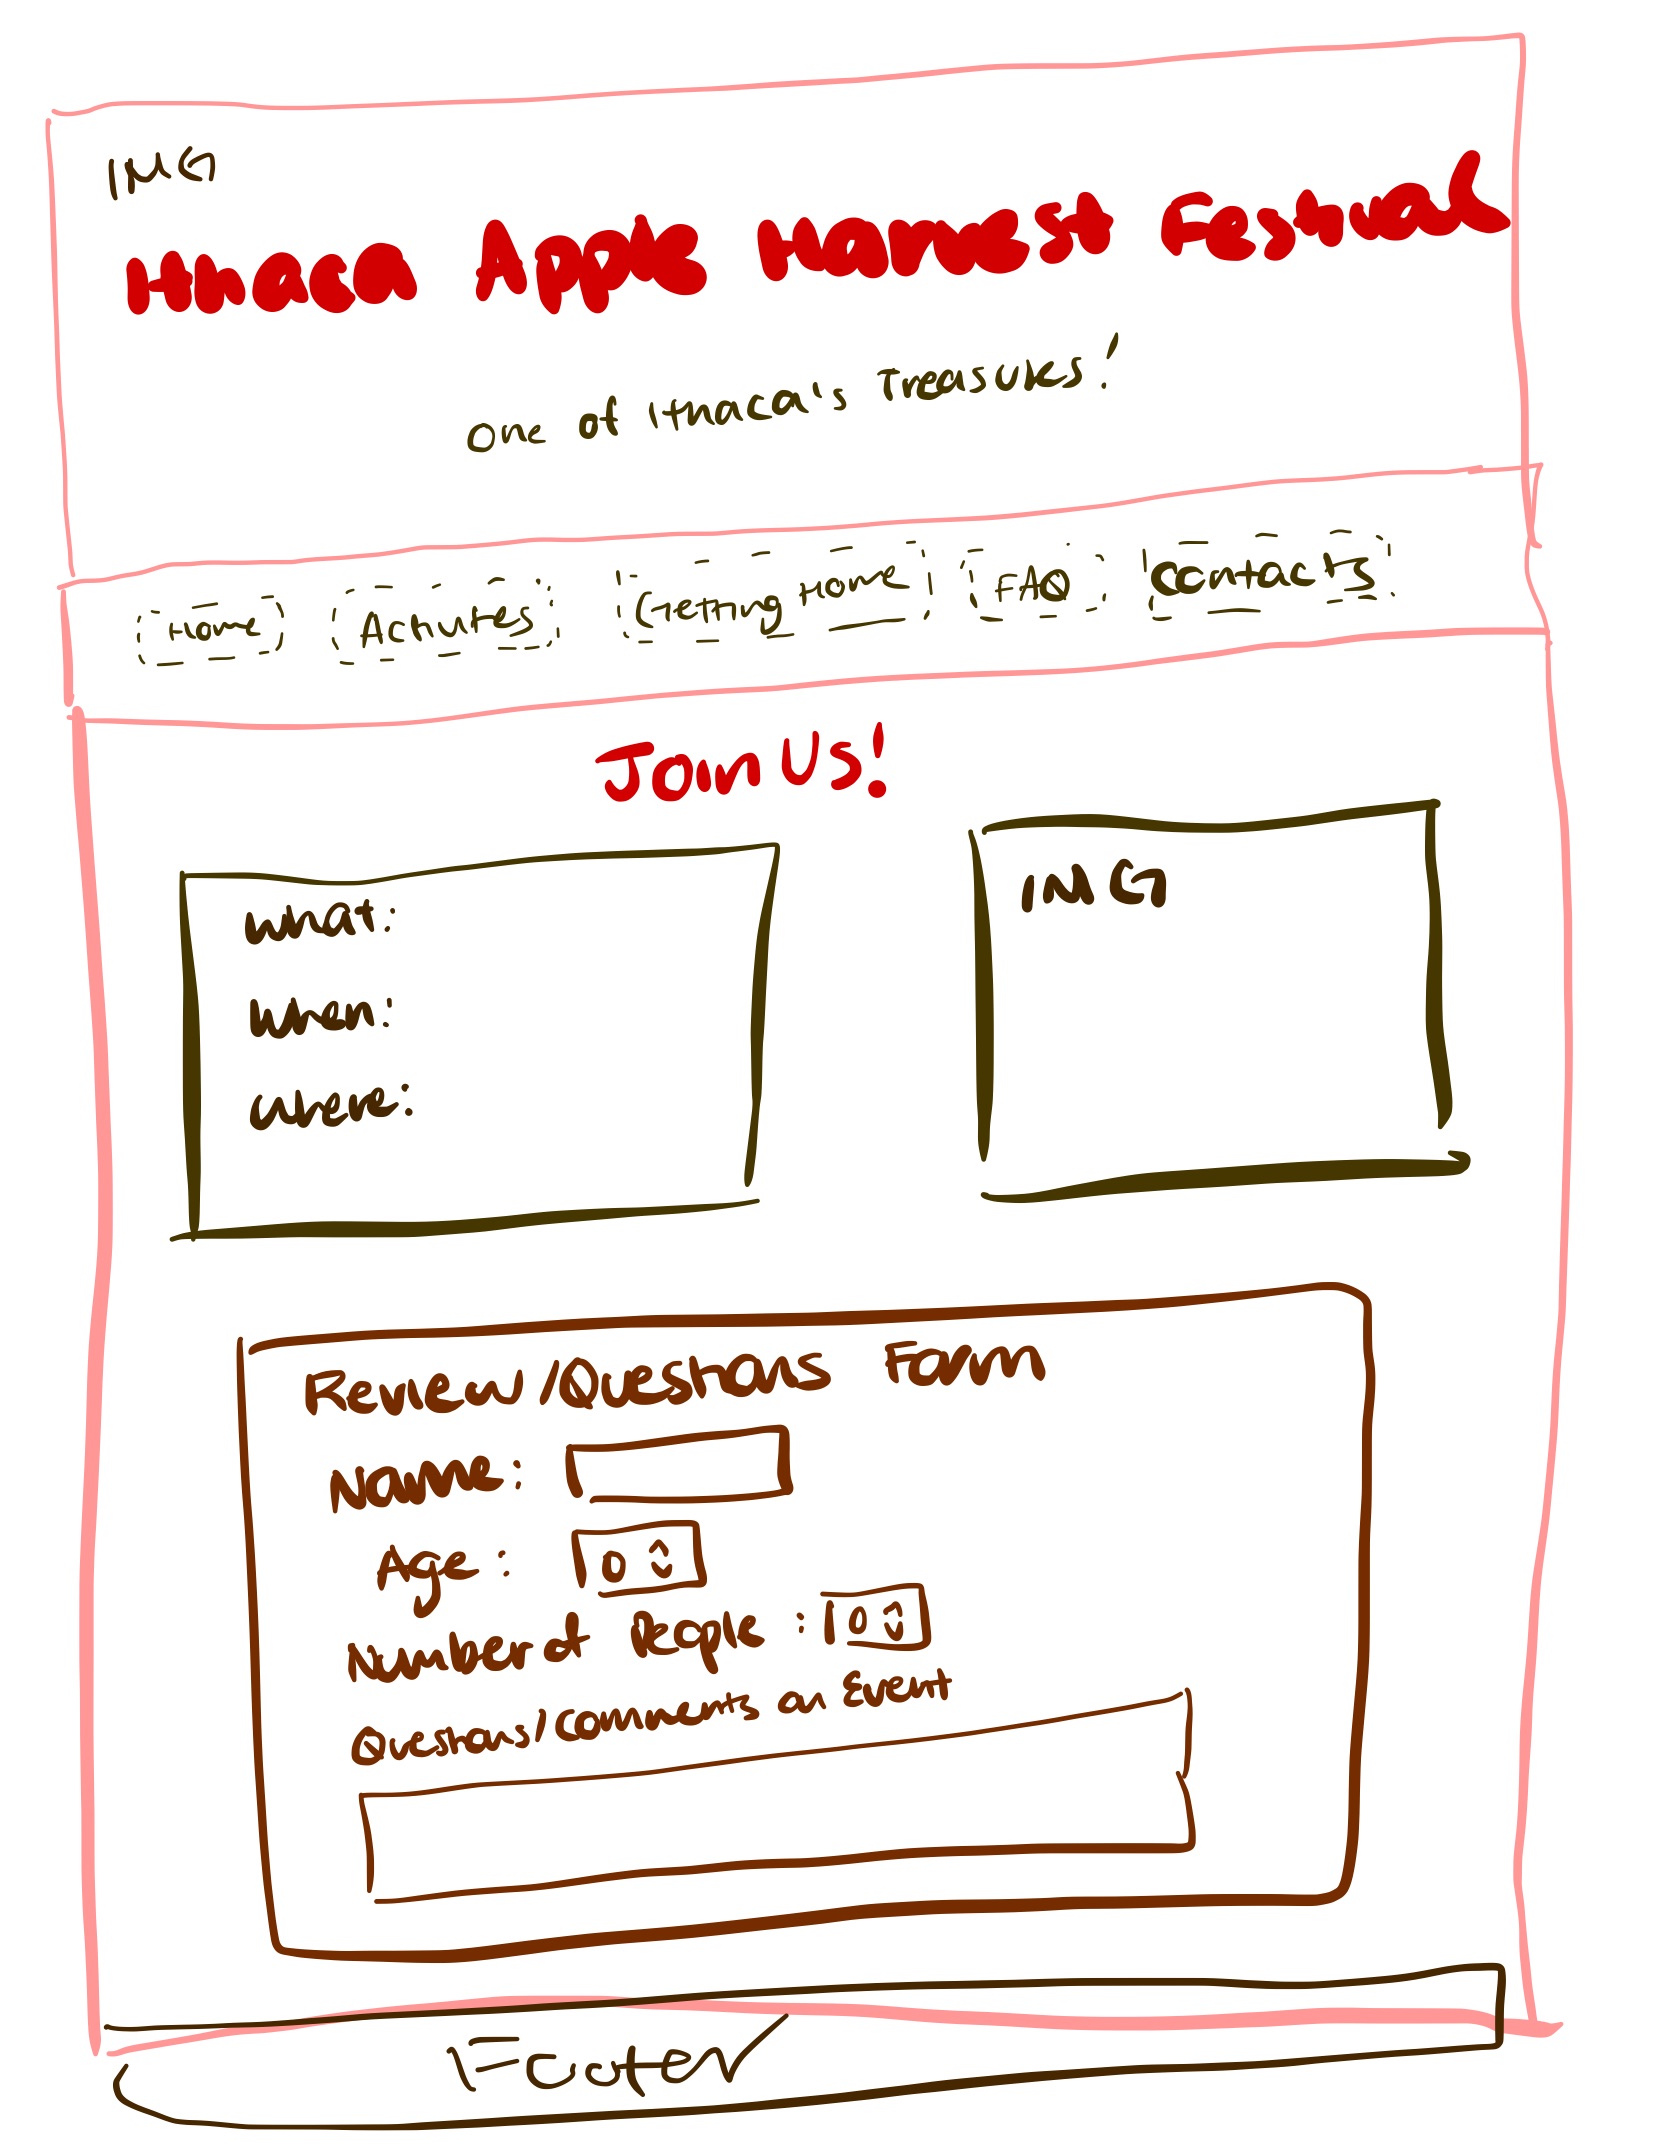 IMG
Ithaca Apple Harvest Festival
One of Ithaca's Treasures!
Home Activites Getting Home FAQ Contacts
Join Us!
What:
When:
Where:
IMG
Review/Questions Form
Name:
Age: 0
Number of People: 0
Questions/Comments on Event
Footer